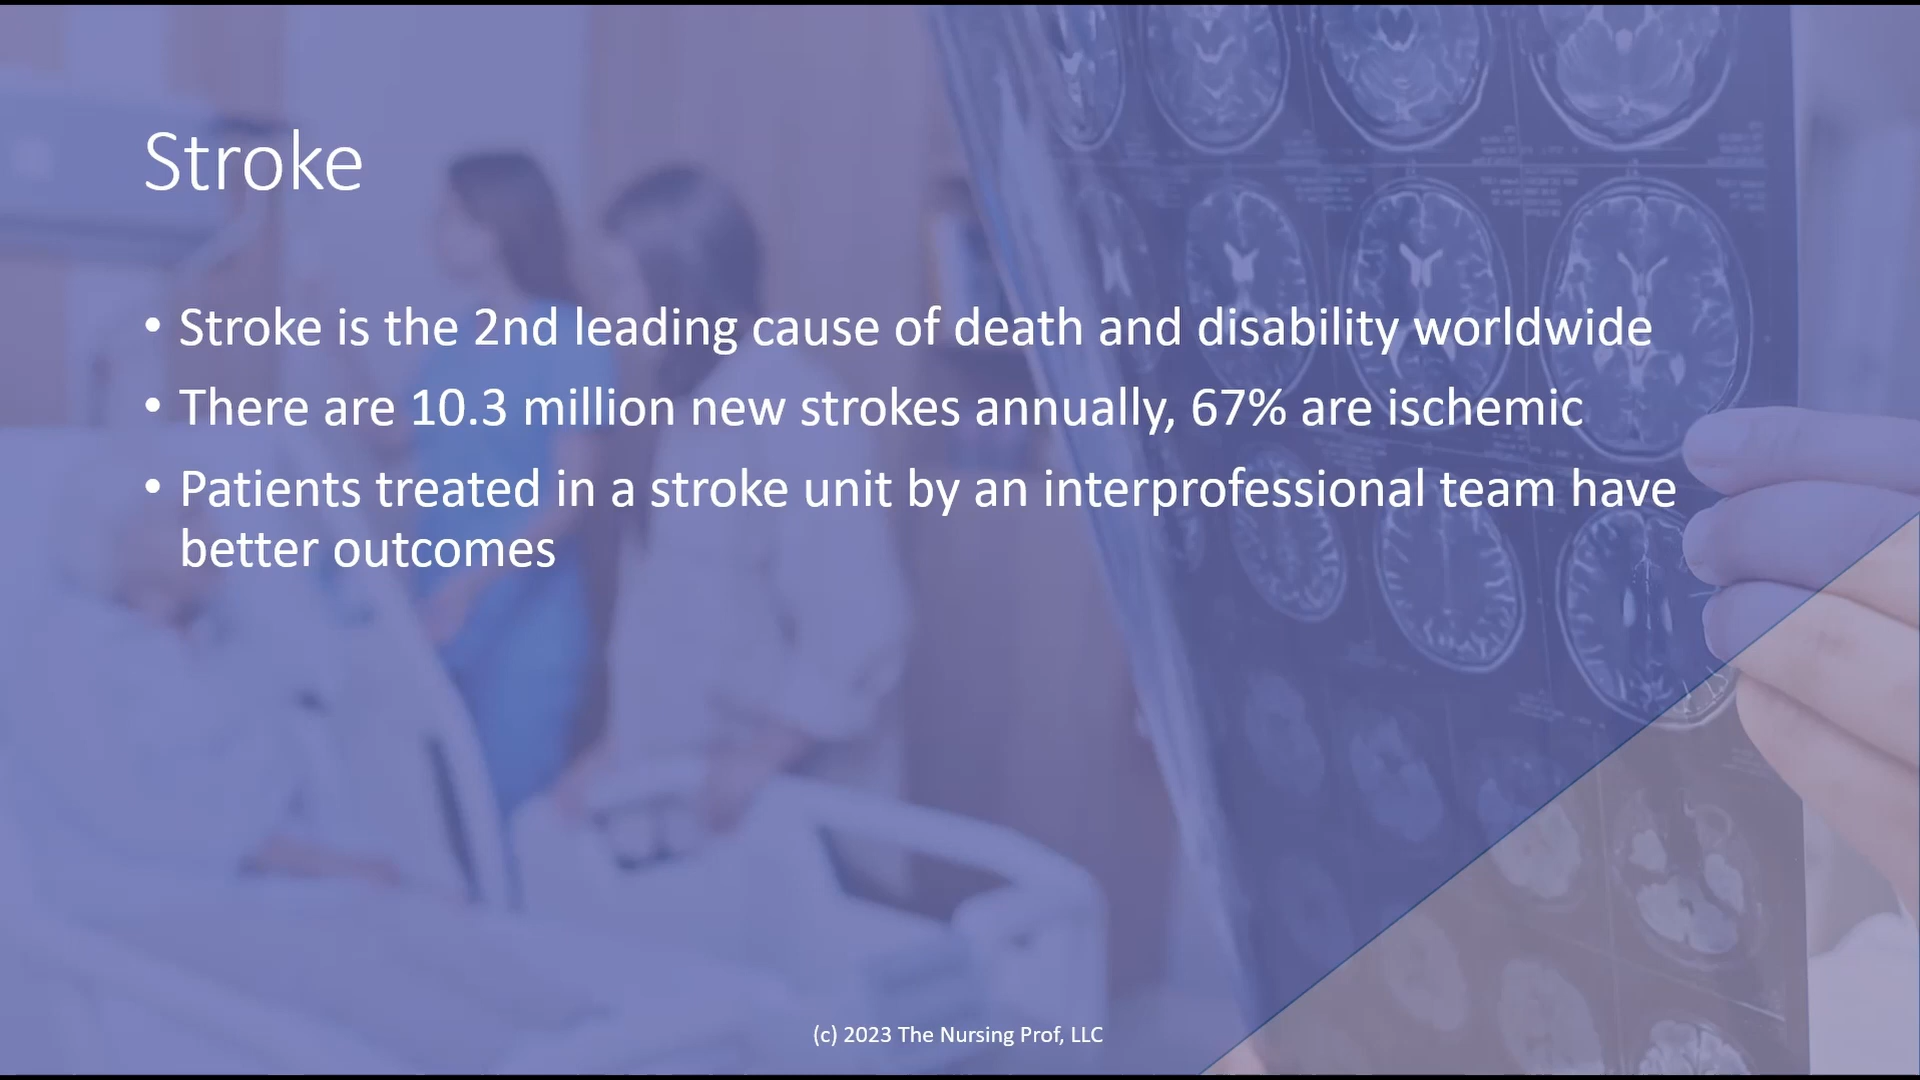 Stroke
• Stroke is the 2nd leading cause of death and disability worldwide
• There are 10.3 million new strokes annually, 67% are ischemic
• Patients treated in a stroke unit by an interprofessional team have
better outcomes
(c) 2023 The Nursing Prof, LLC